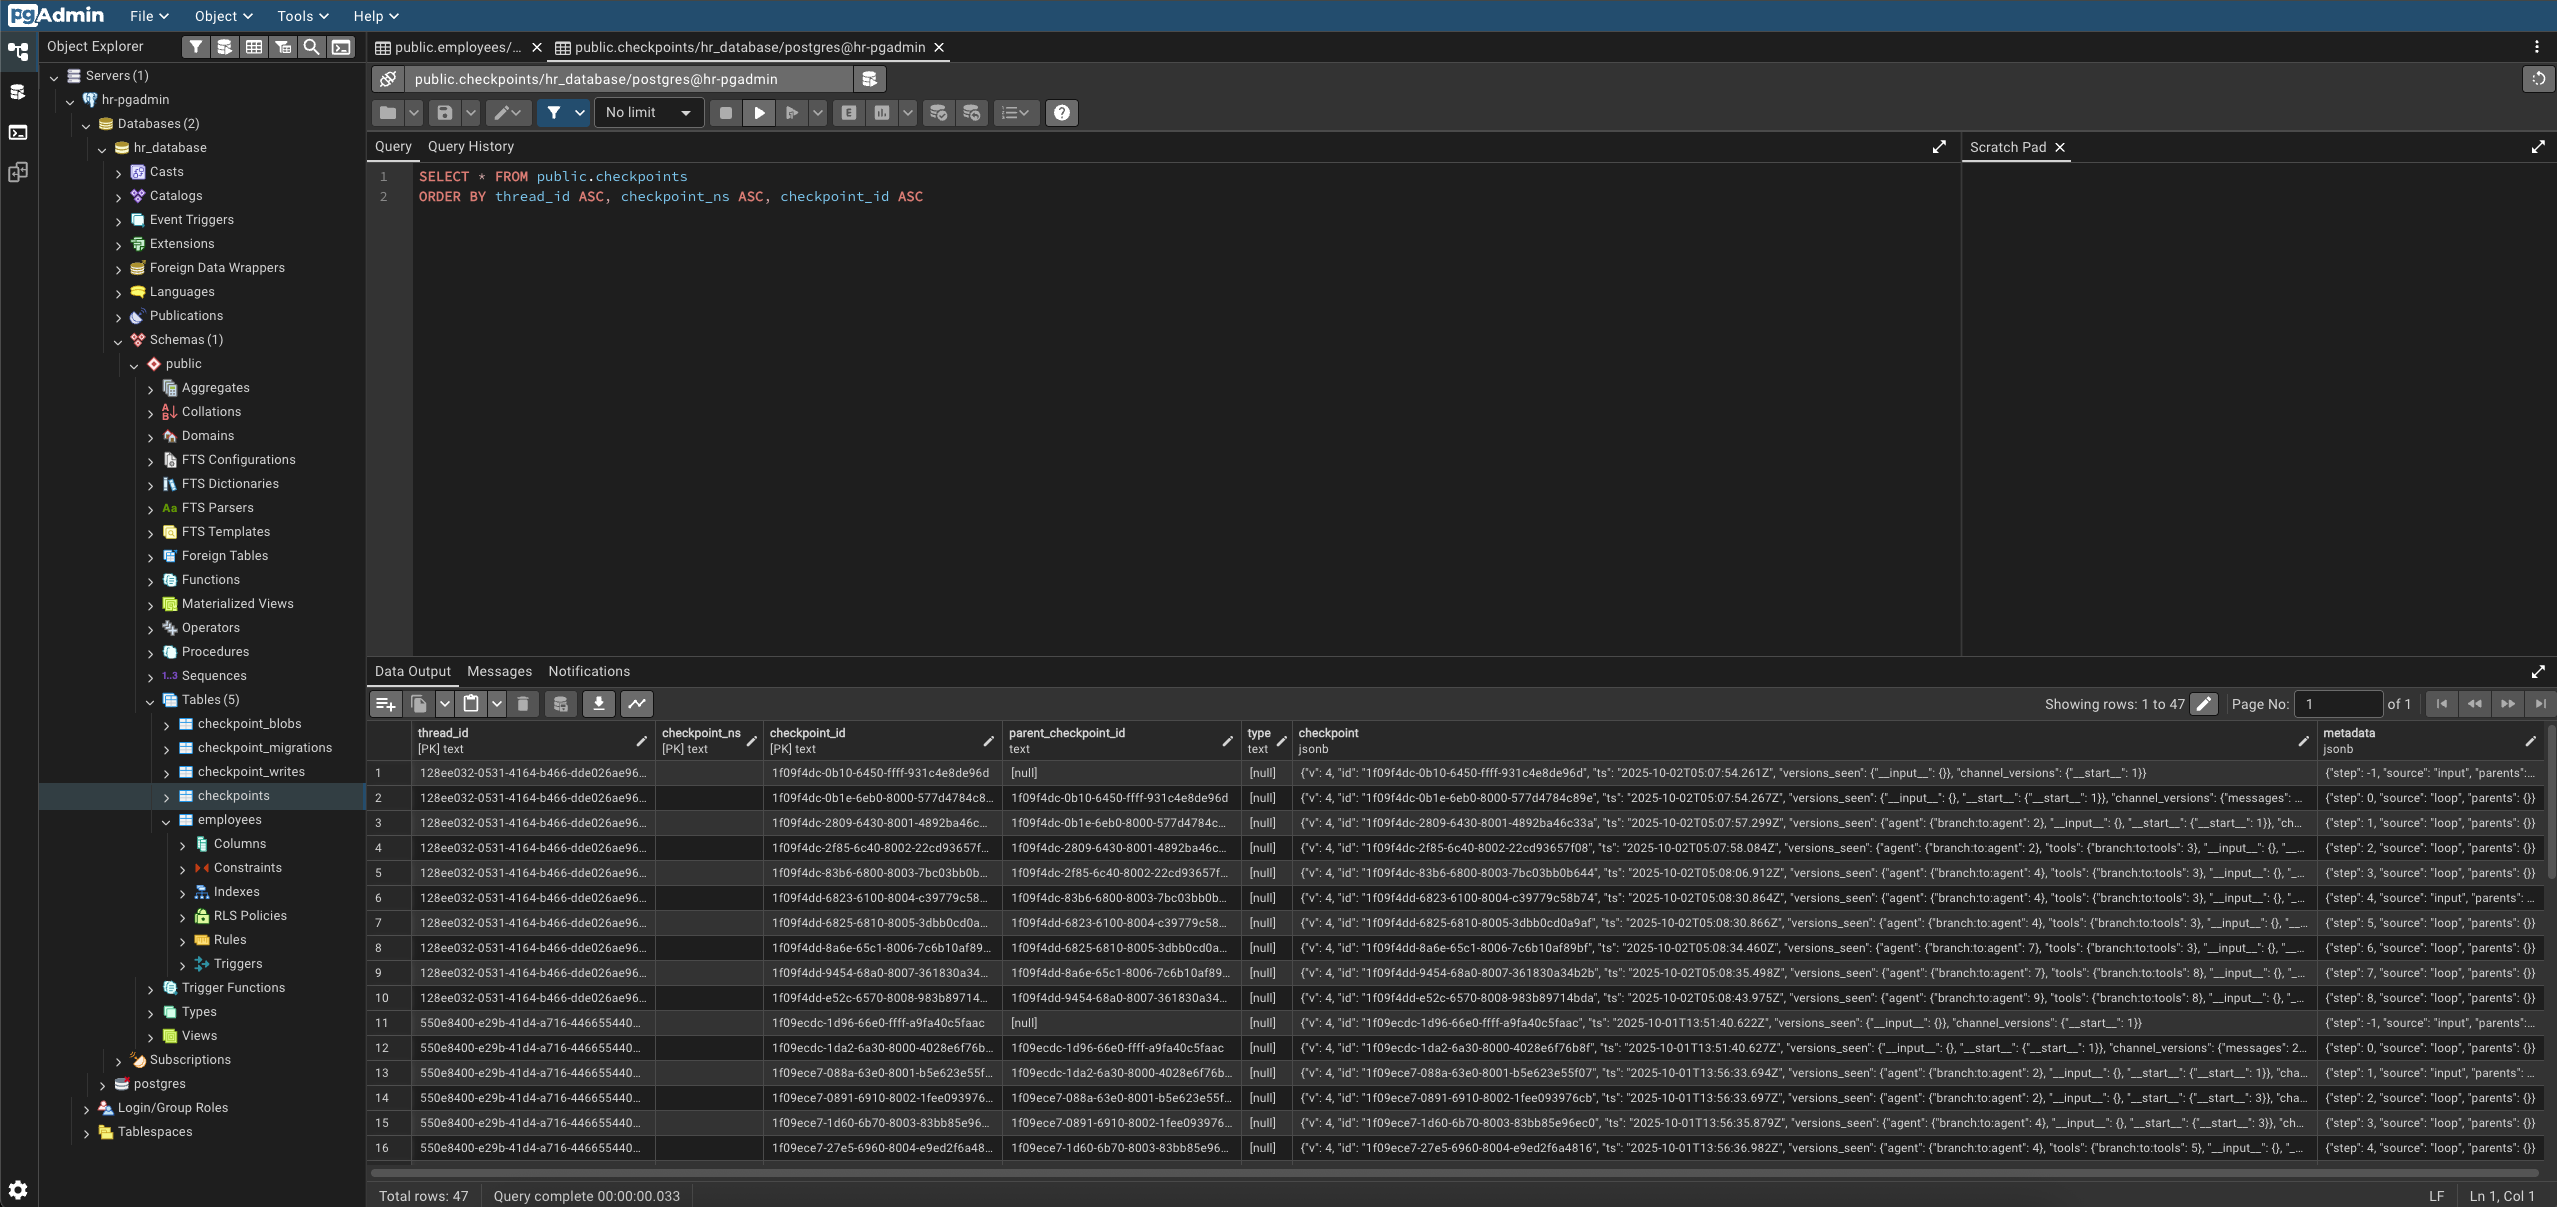 pgAdmin File Object Tools Help
Object Explorer
public.employees/...
public.checkpoints/hr_database/postgres@hr-pgadmin
Servers (1)
hr-pgadmin
Databases (2)
hr_database
Casts
Catalogs
Event Triggers
Extensions
Foreign Data Wrappers
Languages
Publications
Schemas (1)
public
Aggregates
Collations
Domains
FTS Configurations
FTS Dictionaries
Aa FTS Parsers
FTS Templates
Foreign Tables
Functions
Materialized Views
Operators
Procedures
1..3 Sequences
Tables (5)
checkpoint_blobs
checkpoint_migrations
checkpoint_writes
checkpoints
employees
Columns
Constraints
Indexes
RLS Policies
Rules
Triggers
Trigger Functions
Types
Views
Subscriptions
postgres
Login/Group Roles
Tablespaces
public.checkpoints/hr_database/postgres@hr-pgadmin
No limit
E
Query Query History
Scratch Pad
1 SELECT * FROM public.checkpoints
2 ORDER BY thread_id ASC, checkpoint_ns ASC, checkpoint_id ASC
Data Output Messages Notifications
Showing rows: 1 to 47 Page No: 1 of 1
thread_id checkpoint_ns checkpoint_id parent_checkpoint_id type checkpoint metadata
[PK] text [PK] text [PK] text text text jsonb jsonb
1 128ee032-0531-4164-b466-dde026ae96... 1f09f4dc-0b10-6450-ffff-931c4e8de96d [null] [null] {"v": 4, "id": "1f09f4dc-0b10-6450-ffff-931c4e8de96d", "ts": "2025-10-02T05:07:54.261Z", "versions_seen": {"__input__": {}}, "channel_versions": {"__start__": 1}} {"step": -1, "source": "input", "parents":...
2 128ee032-0531-4164-b466-dde026ae96... 1f09f4dc-0b1e-6eb0-8000-577d4784c8... 1f09f4dc-0b10-6450-ffff-931c4e8de96d [null] {"v": 4, "id": "1f09f4dc-0b1e-6eb0-8000-577d4784c89e", "ts": "2025-10-02T05:07:54.267Z", "versions_seen": {"__input__": {}, "__start__": {"__start__": 1}}, "channel_versions": {"messages": ... {"step": 0, "source": "loop", "parents": {}}
3 128ee032-0531-4164-b466-dde026ae96... 1f09f4dc-2809-6430-8001-4892ba46c... 1f09f4dc-0b1e-6eb0-8000-577d4784c... [null] {"v": 4, "id": "1f09f4dc-2809-6430-8001-4892ba46c33a", "ts": "2025-10-02T05:07:57.299Z", "versions_seen": {"agent": {"branch:to:agent": 2}, "__input__": {}, "__start__": {"__start__": 1}}, "ch... {"step": 1, "source": "loop", "parents": {}}
4 128ee032-0531-4164-b466-dde026ae96... 1f09f4dc-2f85-6c40-8002-22cd93657f... 1f09f4dc-2809-6430-8001-4892ba46c... [null] {"v": 4, "id": "1f09f4dc-2f85-6c40-8002-22cd93657f08", "ts": "2025-10-02T05:07:58.084Z", "versions_seen": {"agent": {"branch:to:agent": 2}, "tools": {"branch:to:tools": 3}, "__input__": {}, "__... {"step": 2, "source": "loop", "parents": {}}
5 128ee032-0531-4164-b466-dde026ae96... 1f09f4dc-83b6-6800-8003-7bc03bb0b... 1f09f4dc-2f85-6c40-8002-22cd93657f... [null] {"v": 4, "id": "1f09f4dc-83b6-6800-8003-7bc03bb0b644", "ts": "2025-10-02T05:08:06.912Z", "versions_seen": {"agent": {"branch:to:agent": 4}, "tools": {"branch:to:tools": 3}, "__input__": {}, "_... {"step": 3, "source": "loop", "parents": {}}
6 128ee032-0531-4164-b466-dde026ae96... 1f09f4dd-6823-6100-8004-c39779c58... 1f09f4dc-83b6-6800-8003-7bc03bb0b... [null] {"v": 4, "id": "1f09f4dd-6823-6100-8004-c39779c58b74", "ts": "2025-10-02T05:08:30.864Z", "versions_seen": {"agent": {"branch:to:agent": 4}, "tools": {"branch:to:tools": 3}, "__input__": {}, "__... {"step": 4, "source": "input", "parents": ...
7 128ee032-0531-4164-b466-dde026ae96... 1f09f4dd-6825-6810-8005-3dbb0cd0a... 1f09f4dd-6823-6100-8004-c39779c58... [null] {"v": 4, "id": "1f09f4dd-6825-6810-8005-3dbb0cd0a9af", "ts": "2025-10-02T05:08:30.866Z", "versions_seen": {"agent": {"branch:to:agent": 4}, "tools": {"branch:to:tools": 3}, "__input__": {}, "__... {"step": 5, "source": "loop", "parents": {}}
8 128ee032-0531-4164-b466-dde026ae96... 1f09f4dd-8a6e-65c1-8006-7c6b10af89... 1f09f4dd-6825-6810-8005-3dbb0cd0a... [null] {"v": 4, "id": "1f09f4dd-8a6e-65c1-8006-7c6b10af89bf", "ts": "2025-10-02T05:08:34.460Z", "versions_seen": {"agent": {"branch:to:agent": 7}, "tools": {"branch:to:tools": 3}, "__input__": {}, "__... {"step": 6, "source": "loop", "parents": {}}
9 128ee032-0531-4164-b466-dde026ae96... 1f09f4dd-9454-68a0-8007-361830a34... 1f09f4dd-8a6e-65c1-8006-7c6b10af89... [null] {"v": 4, "id": "1f09f4dd-9454-68a0-8007-361830a34b2b", "ts": "2025-10-02T05:08:35.498Z", "versions_seen": {"agent": {"branch:to:agent": 7}, "tools": {"branch:to:tools": 8}, "__input__": {}, "_... {"step": 7, "source": "loop", "parents": {}}
10 128ee032-0531-4164-b466-dde026ae96... 1f09f4dd-e52c-6570-8008-983b89714... 1f09f4dd-9454-68a0-8007-361830a34... [null] {"v": 4, "id": "1f09f4dd-e52c-6570-8008-983b89714bda", "ts": "2025-10-02T05:08:43.975Z", "versions_seen": {"agent": {"branch:to:agent": 9}, "tools": {"branch:to:tools": 8}, "__input__": {}, "_... {"step": 8, "source": "loop", "parents": {}}
11 550e8400-e29b-41d4-a716-446655440... 1f09ecdc-1d96-66e0-ffff-a9fa40c5faac [null] [null] {"v": 4, "id": "1f09ecdc-1d96-66e0-ffff-a9fa40c5faac", "ts": "2025-10-01T13:51:40.622Z", "versions_seen": {"__input__": {}}, "channel_versions": {"__start__": 1}} {"step": -1, "source": "input", "parents":...
12 550e8400-e29b-41d4-a716-446655440... 1f09ecdc-1da2-6a30-8000-4028e6f76b... 1f09ecdc-1d96-66e0-ffff-a9fa40c5faac [null] {"v": 4, "id": "1f09ecdc-1da2-6a30-8000-4028e6f76b8f", "ts": "2025-10-01T13:51:40.627Z", "versions_seen": {"__input__": {}, "__start__": {"__start__": 1}}, "channel_versions": {"messages": 2... {"step": 0, "source": "loop", "parents": {}}
13 550e8400-e29b-41d4-a716-446655440... 1f09ece7-088a-63e0-8001-b5e623e55f... 1f09ecdc-1da2-6a30-8000-4028e6f76b... [null] {"v": 4, "id": "1f09ece7-088a-63e0-8001-b5e623e55f07", "ts": "2025-10-01T13:56:33.694Z", "versions_seen": {"agent": {"branch:to:agent": 2}, "__input__": {}, "__start__": {"__start__": 1}}, "cha... {"step": 1, "source": "input", "parents": ...
14 550e8400-e29b-41d4-a716-446655440... 1f09ece7-0891-6910-8002-1fee093976... 1f09ece7-088a-63e0-8001-b5e623e55f... [null] {"v": 4, "id": "1f09ece7-0891-6910-8002-1fee093976cb", "ts": "2025-10-01T13:56:33.697Z", "versions_seen": {"agent": {"branch:to:agent": 2}, "__input__": {}, "__start__": {"__start__": 3}}, "cha... {"step": 2, "source": "loop", "parents": {}}
15 550e8400-e29b-41d4-a716-446655440... 1f09ece7-1d60-6b70-8003-83bb85e96... 1f09ece7-0891-6910-8002-1fee093976... [null] {"v": 4, "id": "1f09ece7-1d60-6b70-8003-83bb85e96ec0", "ts": "2025-10-01T13:56:35.879Z", "versions_seen": {"agent": {"branch:to:agent": 4}, "__input__": {}, "__start__": {"__start__": 3}}, "ch... {"step": 3, "source": "loop", "parents": {}}
16 550e8400-e29b-41d4-a716-446655440... 1f09ece7-27e5-6960-8004-e9ed2f6a48... 1f09ece7-1d60-6b70-8003-83bb85e96... [null] {"v": 4, "id": "1f09ece7-27e5-6960-8004-e9ed2f6a4816", "ts": "2025-10-01T13:56:36.982Z", "versions_seen": {"agent": {"branch:to:agent": 4}, "tools": {"branch:to:tools": 5}, "__input__": {}, "_... {"step": 4, "source": "loop", "parents": {}}
Total rows: 47 Query complete 00:00:00.033 LF Ln 1, Col 1